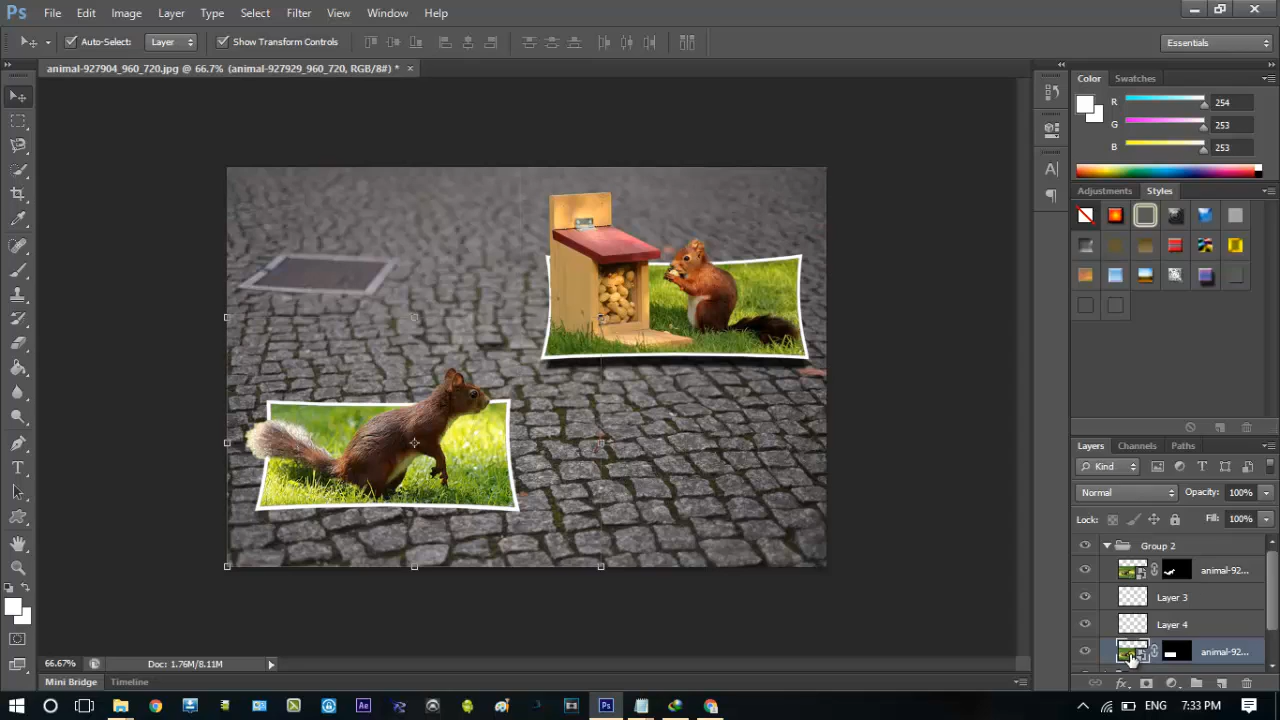 Ps File Edit Image Layer Type Select Filter View Window Help
Auto-Select: Layer Show Transform Controls Essentials
animal-927904_960_720.jpg @ 66.7% (animal-927929_960_720, RGB/8#) * ×
Color Swatches
R 254
G 253
B 253
Adjustments Styles
Layers Channels Paths
Kind
Normal Opacity: 100%
Lock: Fill: 100%
Group 2
animal-92...
Layer 3
Layer 4
animal-92...
66.67% Doc: 1.76M/8.11M
Mini Bridge Timeline
ENG 7:33 PM